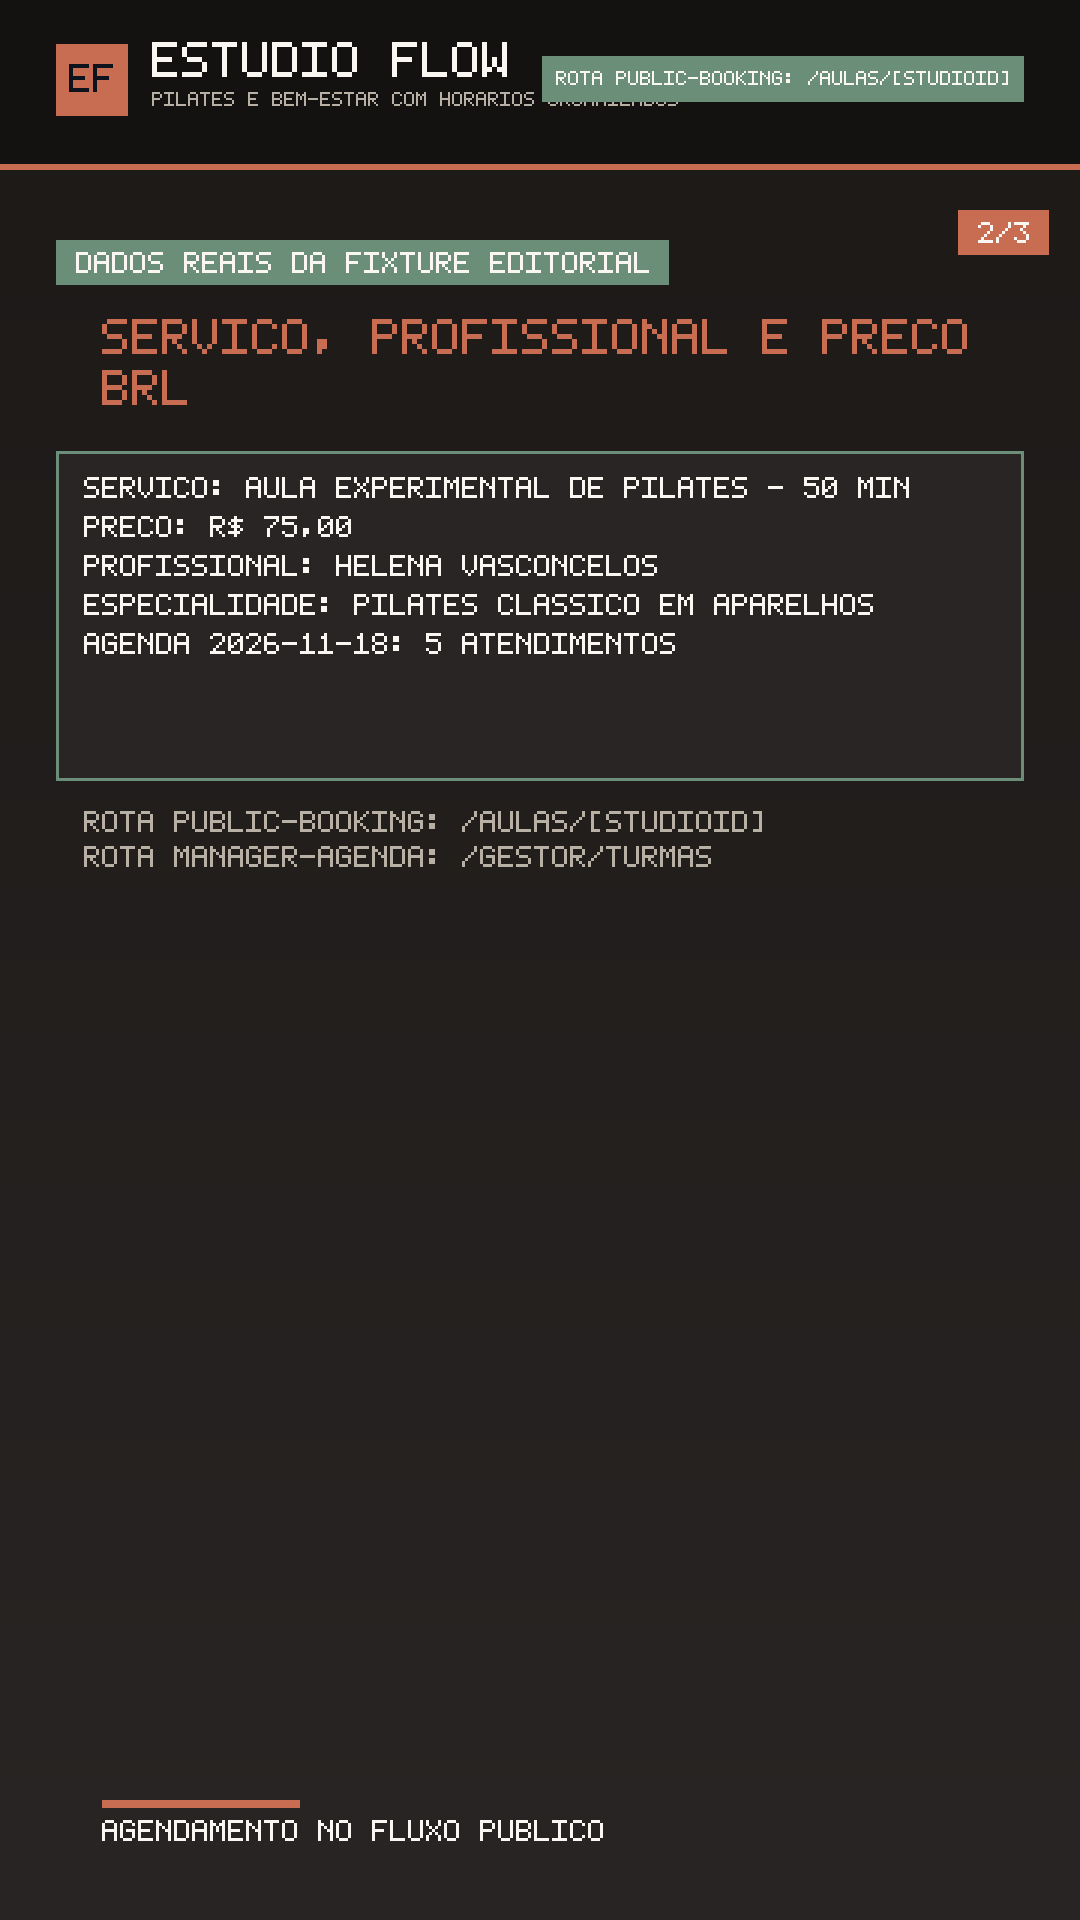 EF
ESTUDIO FLOW
PILATES E BEM-ESTAR COM HORARIOS
ROTA PUBLIC-BOOKING: /AULAS/[STUDIOID]
2/3
DADOS REAIS DA FIXTURE EDITORIAL
SERVICO, PROFISSIONAL E PRECO
BRL
SERVICO: AULA EXPERIMENTAL DE PILATES - 50 MIN
PRECO: R$ 75,00
PROFISSIONAL: HELENA VASCONCELOS
ESPECIALIDADE: PILATES CLASSICO EM APARELHOS
AGENDA 2026-11-18: 5 ATENDIMENTOS
ROTA PUBLIC-BOOKING: /AULAS/[STUDIOID]
ROTA MANAGER-AGENDA: /GESTOR/TURMAS
AGENDAMENTO NO FLUXO PUBLICO